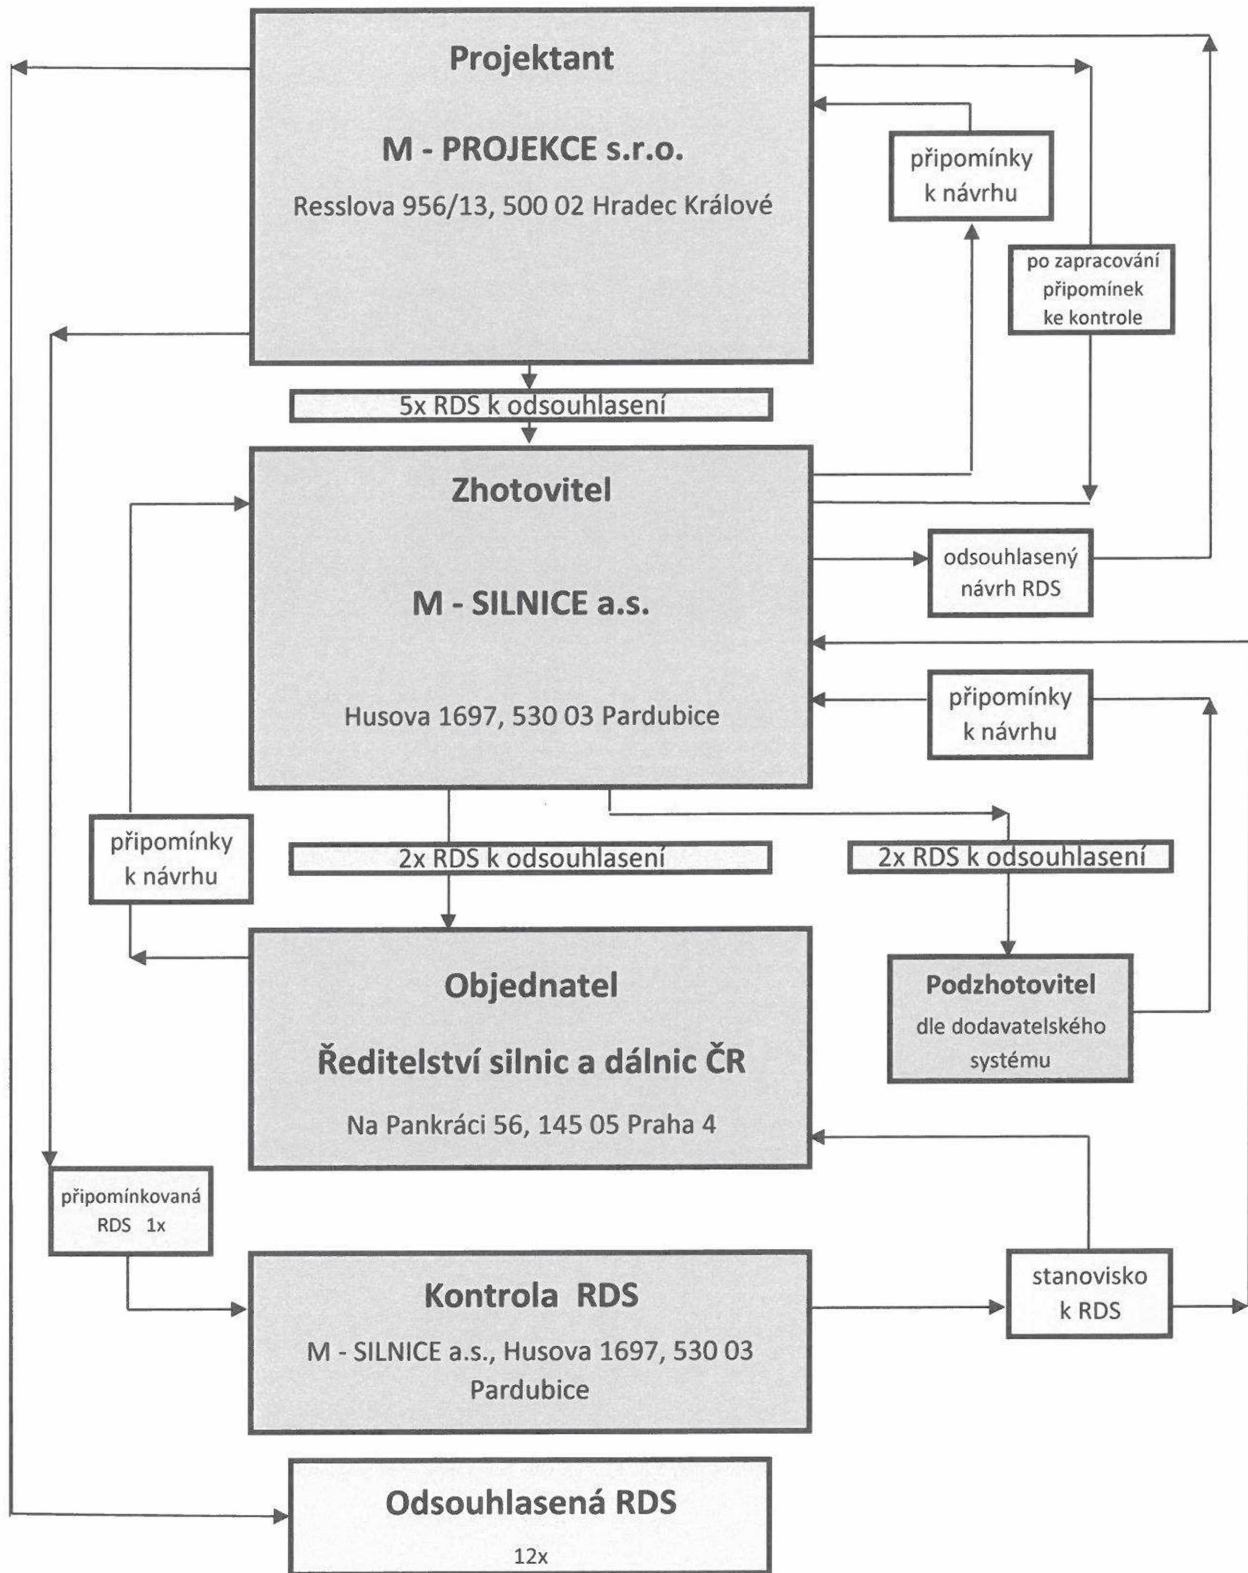 Projektant
M - PROJEKCE s.r.o.
Resslova 956/13, 500 02 Hradec Králové
připomínky
k návrhu
po zapracování
připomínek
ke kontrole
5x RDS k odsouhlasení
Zhotovitel
M - SILNICE a.s.
Husova 1697, 530 03 Pardubice
odsouhlasený
návrh RDS
připomínky
k návrhu
připomínky
k návrhu
2x RDS k odsouhlasení
2x RDS k odsouhlasení
Objednatel
Ředitelství silnic a dálnic ČR
Na Pankráci 56, 145 05 Praha 4
Podzhotovitel
dle dodavatelského
systému
připomínkovaná
RDS 1x
Kontrola RDS
M - SILNICE a.s., Husova 1697, 530 03
Pardubice
stanovisko
k RDS
Odsouhlasená RDS
12x